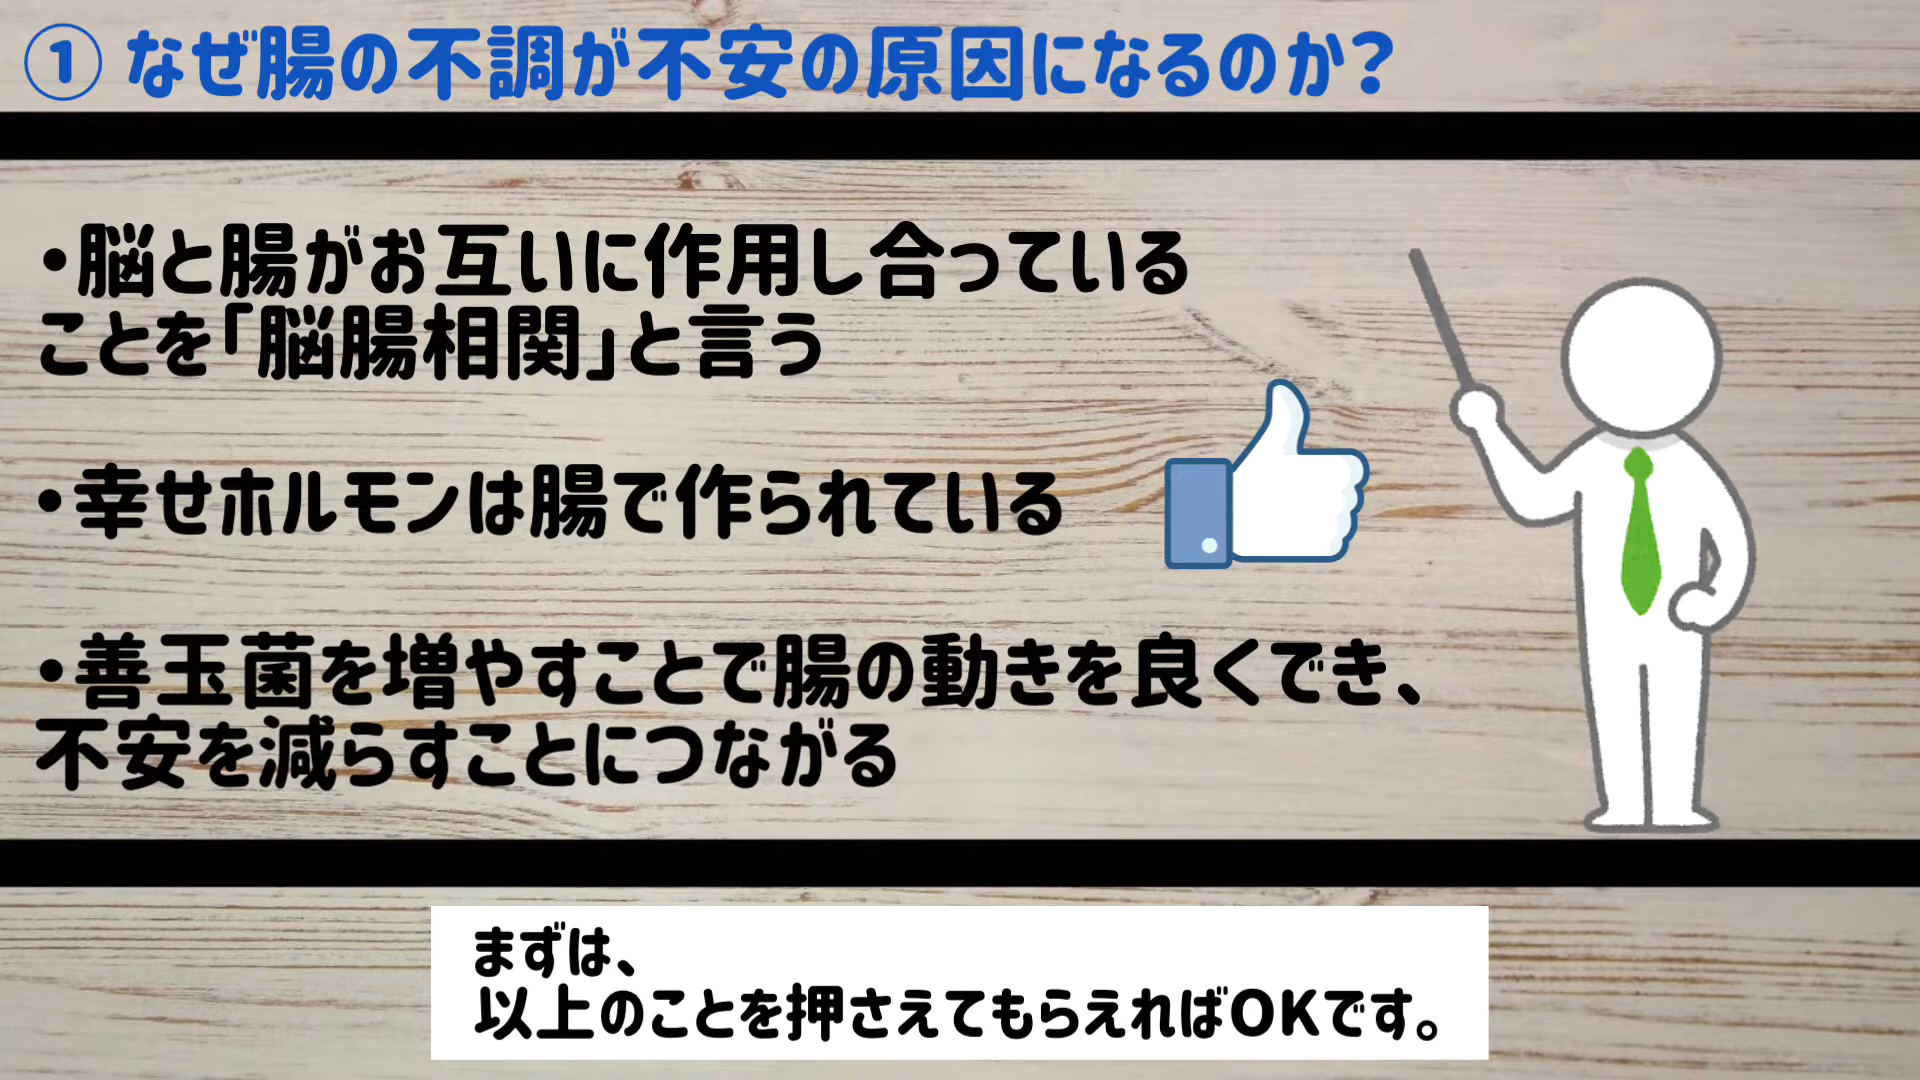 ① なぜ腸の不調が不安の原因になるのか?
・脳と腸がお互いに作用し合っている
ことを「脳腸相関」と言う
・幸せホルモンは腸で作られている
・善玉菌を増やすことで腸の動きを良くでき、
不安を減らすことにつながる
まずは、
以上のことを押さえてもらえればOKです。